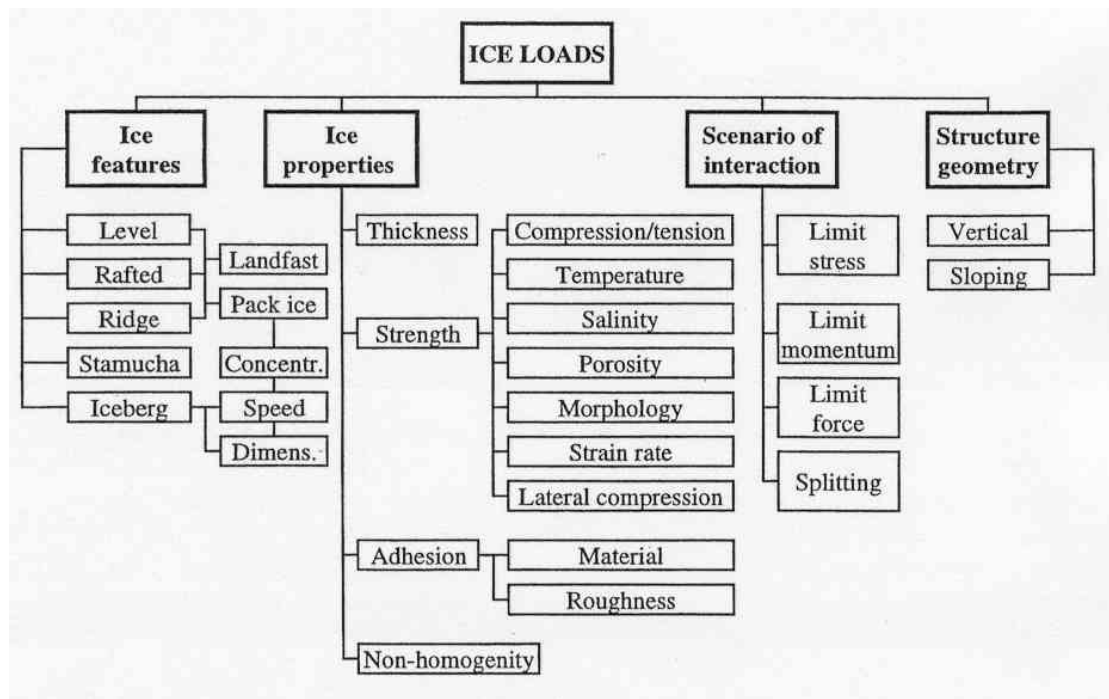 ICE LOADS
Ice
features
Ice
properties
Scenario of
interaction
Structure
geometry
Level
Rafted
Ridge
Stamucha
Iceberg
Landfast
Pack ice
Concentr.
Speed
Dimens.
Thickness
Strength
Adhesion
Non-homogenity
Compression/tension
Temperature
Salinity
Porosity
Morphology
Strain rate
Lateral compression
Material
Roughness
Limit
stress
Limit
momentum
Limit
force
Splitting
Vertical
Sloping